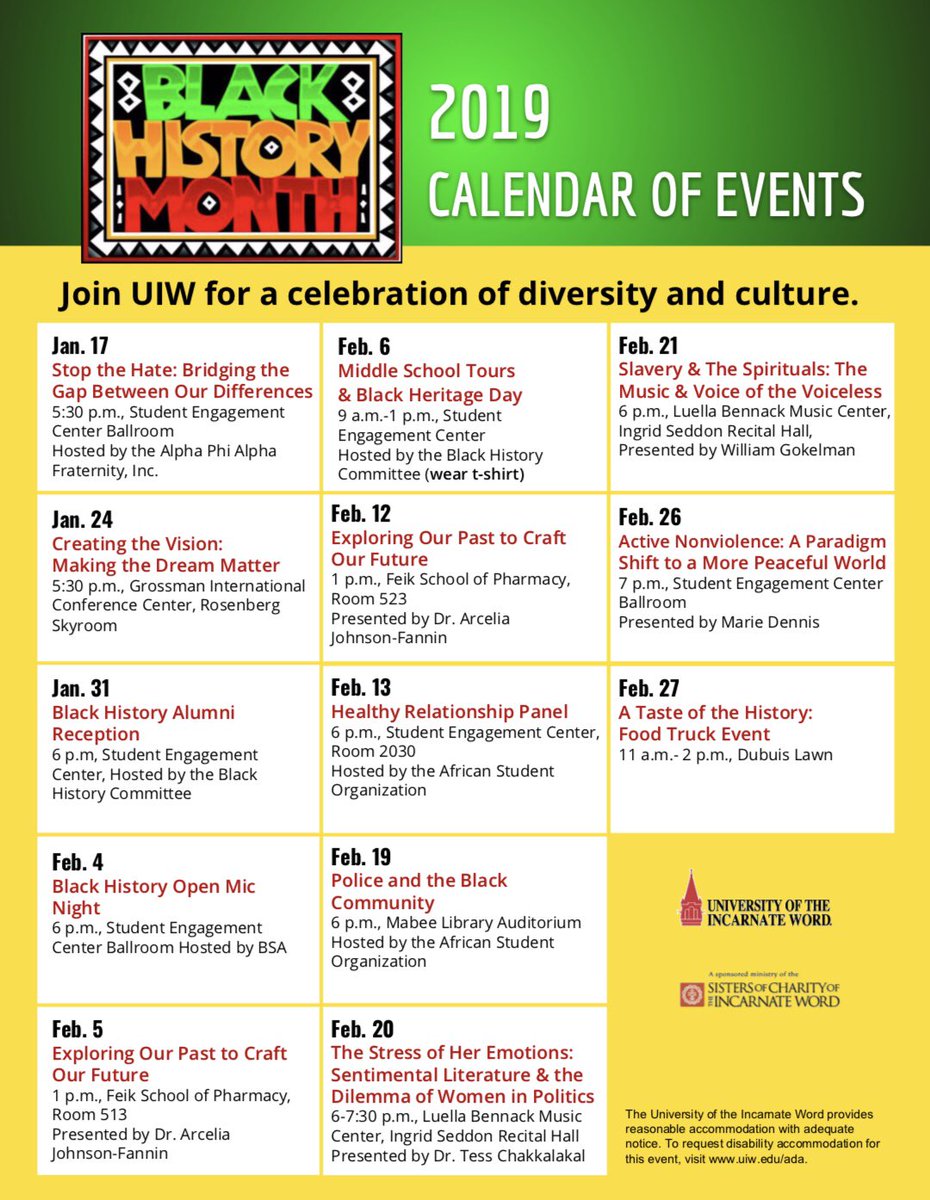 BLACK
HISTORY
MONTH
2019
CALENDAR OF EVENTS
Join UIW for a celebration of diversity and culture.
Jan. 17
Stop the Hate: Bridging the
Gap Between Our Differences
5:30 p.m., Student Engagement
Center Ballroom
Hosted by the Alpha Phi Alpha
Fraternity, Inc.
Jan. 24
Creating the Vision:
Making the Dream Matter
5:30 p.m., Grossman International
Conference Center, Rosenberg
Skyroom
Jan. 31
Black History Alumni
Reception
6 p.m, Student Engagement
Center, Hosted by the Black
History Committee
Feb. 4
Black History Open Mic
Night
6 p.m., Student Engagement
Center Ballroom Hosted by BSA
Feb. 5
Exploring Our Past to Craft
Our Future
1 p.m., Feik School of Pharmacy,
Room 513
Presented by Dr. Arcelia
Johnson-Fannin
Feb. 6
Middle School Tours
& Black Heritage Day
9 a.m.-1 p.m., Student
Engagement Center
Hosted by the Black History
Committee (wear t-shirt)
Feb. 12
Exploring Our Past to Craft
Our Future
1 p.m., Feik School of Pharmacy,
Room 523
Presented by Dr. Arcelia
Johnson-Fannin
Feb. 13
Healthy Relationship Panel
6 p.m., Student Engagement Center,
Room 2030
Hosted by the African Student
Organization
Feb. 19
Police and the Black
Community
6 p.m., Mabee Library Auditorium
Hosted by the African Student
Organization
Feb. 20
The Stress of Her Emotions:
Sentimental Literature & the
Dilemma of Women in Politics
6-7:30 p.m., Luella Bennack Music
Center, Ingrid Seddon Recital Hall
Presented by Dr. Tess Chakkalakal
Feb. 21
Slavery & The Spirituals: The
Music & Voice of the Voiceless
6 p.m., Luella Bennack Music Center,
Ingrid Seddon Recital Hall,
Presented by William Gokelman
Feb. 26
Active Nonviolence: A Paradigm
Shift to a More Peaceful World
7 p.m., Student Engagement Center
Ballroom
Presented by Marie Dennis
Feb. 27
A Taste of the History:
Food Truck Event
11 a.m.- 2 p.m., Dubuis Lawn
UNIVERSITY OF THE
INCARNATE WORD.
A sponsored ministry of the
SISTERS OF CHARITY OF
THE INCARNATE WORD
The University of the Incarnate Word provides
reasonable accommodation with adequate
notice. To request disability accommodation for
this event, visit www.uiw.edu/ada.